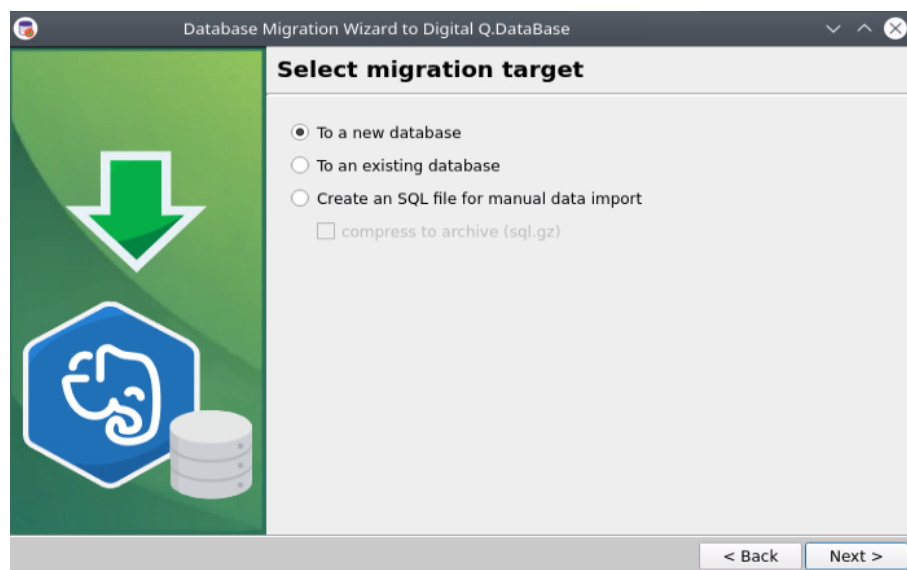 Database Migration Wizard to Digital Q.DataBase
Select migration target
To a new database
To an existing database
Create an SQL file for manual data import
compress to archive (sql.gz)
< Back Next >